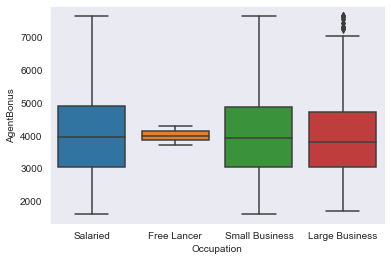 7000
6000
5000
4000
3000
2000
AgentBonus
Salaried
Free Lancer
Small Business
Large Business
Occupation